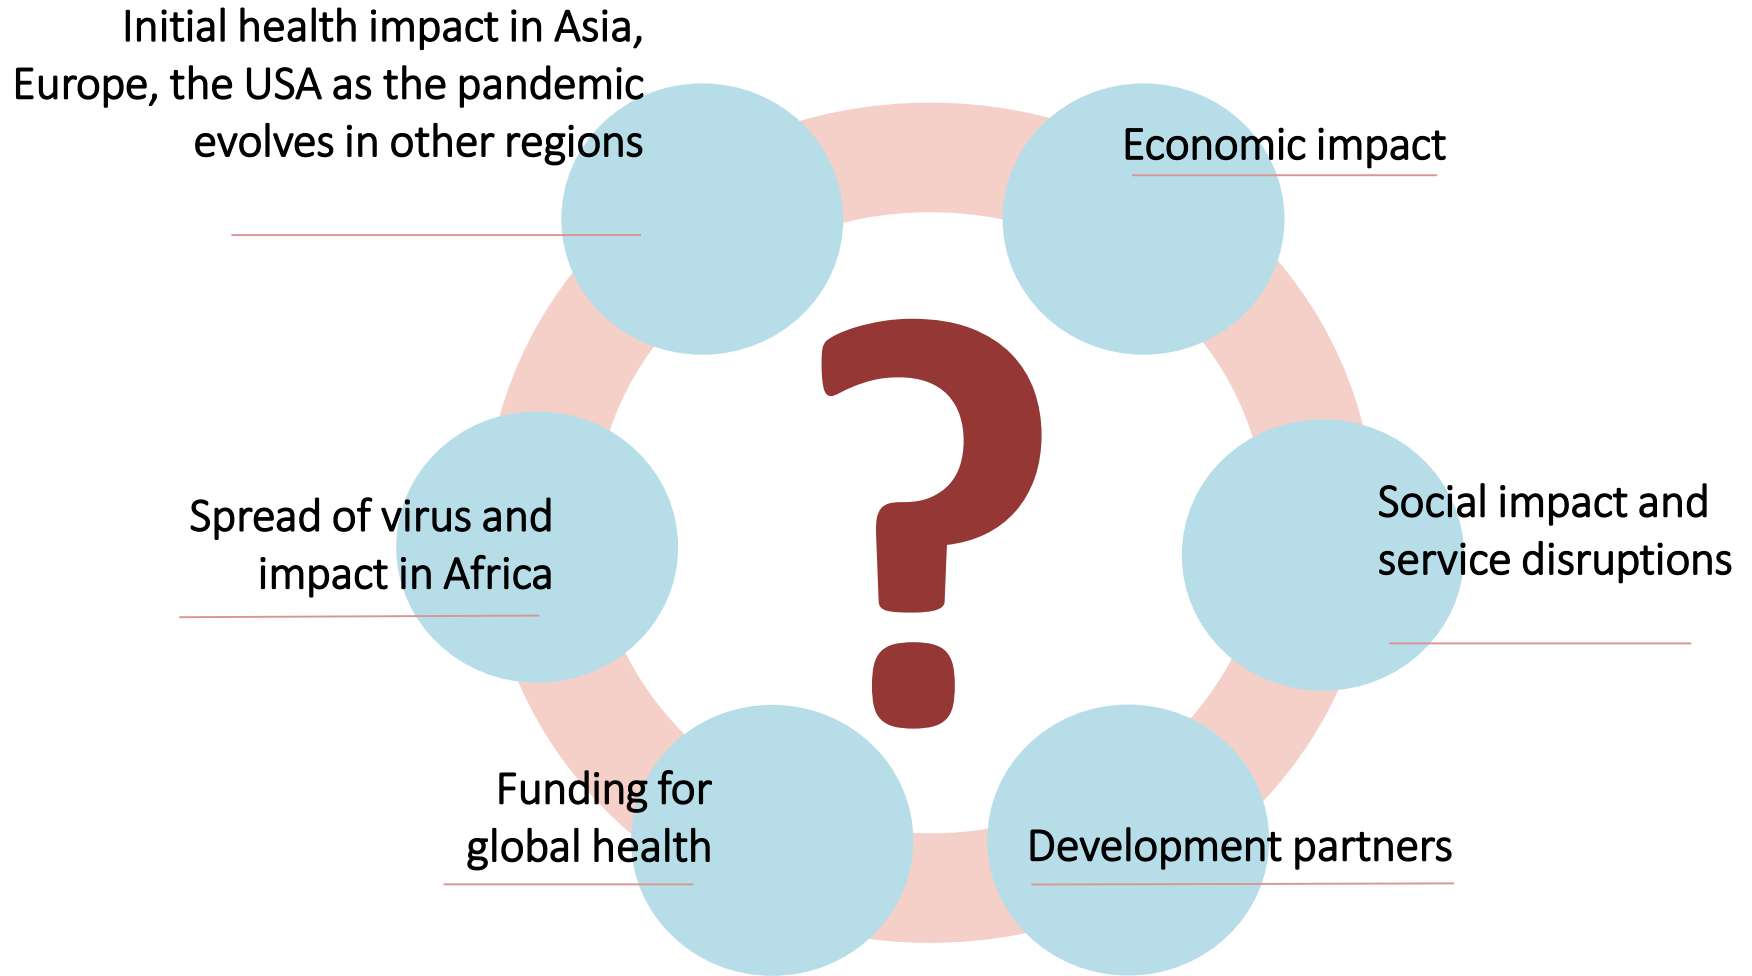 Initial health impact in Asia,
Europe, the USA as the pandemic
evolves in other regions
Economic impact
Spread of virus and
impact in Africa
Social impact and
service disruptions
?
Funding for
global health
Development partners